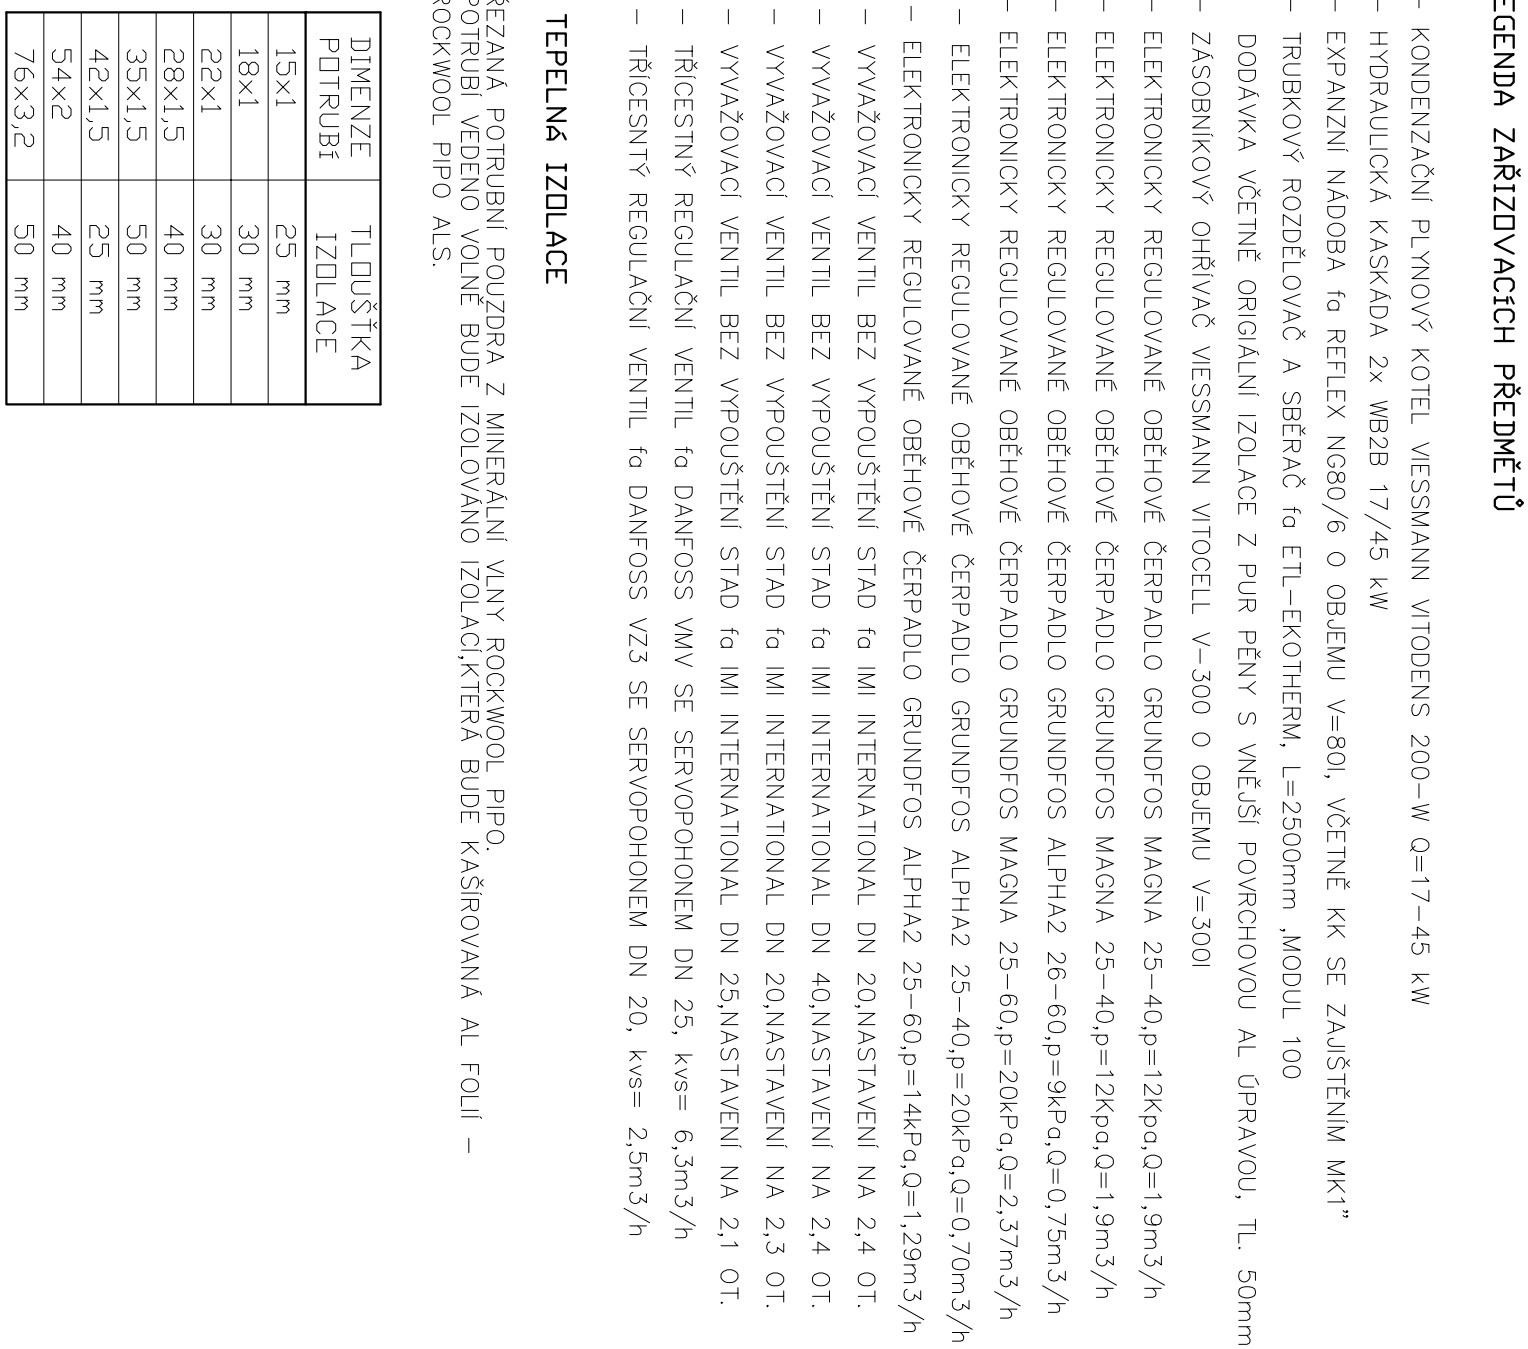 EGENDA ZAŘIZOVACÍCH PŘEDMĚTŮ
- KONDENZAČNÍ PLYNOVÝ KOTEL VIESSMANN VITODENS 200-W Q=17-45 kW
- HYDRAULICKÁ KASKÁDA 2x WB2B 17/45 kW
- EXPANZNÍ NÁDOBA fa REFLEX NG80/6 O OBJEMU V=80l, VČETNĚ KK SE ZAJIŠTĚNÍM MK1"
- TRUBKOVÝ ROZDĚLOVAČ A SBĚRAČ fa ETL-EKOTHERM, L=2500mm ,MODUL 100
DODÁVKA VČETNĚ ORIGIÁLNÍ IZOLACE Z PUR PĚNY S VNĚJŠÍ POVRCHOVOU AL ÚPRAVOU, TL. 50mm
- ZÁSOBNÍKOVÝ OHŘÍVAČ VIESSMANN VITOCELL V-300 O OBJEMU V=300l
- ELEKTRONICKY REGULOVANÉ OBĚHOVÉ ČERPADLO GRUNDFOS MAGNA 25-40,p=12Kpa,Q=1,9m3/h
- ELEKTRONICKY REGULOVANÉ OBĚHOVÉ ČERPADLO GRUNDFOS MAGNA 25-40,p=12Kpa,Q=1,9m3/h
- ELEKTRONICKY REGULOVANÉ OBĚHOVÉ ČERPADLO GRUNDFOS ALPHA2 26-60,p=9kPa,Q=0,75m3/h
- ELEKTRONICKY REGULOVANÉ OBĚHOVÉ ČERPADLO GRUNDFOS MAGNA 25-60,p=20kPa,Q=2,37m3/h
- ELEKTRONICKY REGULOVANÉ OBĚHOVÉ ČERPADLO GRUNDFOS ALPHA2 25-40,p=20kPa,Q=0,70m3/h
- ELEKTRONICKY REGULOVANÉ OBĚHOVÉ ČERPADLO GRUNDFOS ALPHA2 25-60,p=14kPa,Q=1,29m3/h
- VYVAŽOVACÍ VENTIL BEZ VYPOUŠTĚNÍ STAD fa IMI INTERNATIONAL DN 20,NASTAVENÍ NA 2,4 OT.
- VYVAŽOVACÍ VENTIL BEZ VYPOUŠTĚNÍ STAD fa IMI INTERNATIONAL DN 40,NASTAVENÍ NA 2,4 OT.
- VYVAŽOVACÍ VENTIL BEZ VYPOUŠTĚNÍ STAD fa IMI INTERNATIONAL DN 20,NASTAVENÍ NA 2,3 OT.
- VYVAŽOVACÍ VENTIL BEZ VYPOUŠTĚNÍ STAD fa IMI INTERNATIONAL DN 25,NASTAVENÍ NA 2,1 OT.
- TŘÍCESTNÝ REGULAČNÍ VENTIL fa DANFOSS VMV SE SERVOPOHONEM DN 25, kvs= 6,3m3/h
- TŘÍCESNTÝ REGULAČNÍ VENTIL fa DANFOSS VZ3 SE SERVOPOHONEM DN 20, kvs= 2,5m3/h
TEPELNÁ IZOLACE
ŘEZANÁ POTRUBNÍ POUZDRA Z MINERÁLNÍ VLNY ROCKWOOL PIPO.
POTRUBÍ VEDENO VOLNĚ BUDE IZOLOVÁNO IZOLACÍ,KTERÁ BUDE KAŠÍROVANÁ AL FOLIÍ -
ROCKWOOL PIPO ALS.
DIMENZE POTRUBÍ TLOUŠŤKA IZOLACE
15x1 25 mm
18x1 30 mm
22x1 30 mm
28x1,5 40 mm
35x1,5 50 mm
42x1,5 25 mm
54x2 40 mm
76x3,2 50 mm